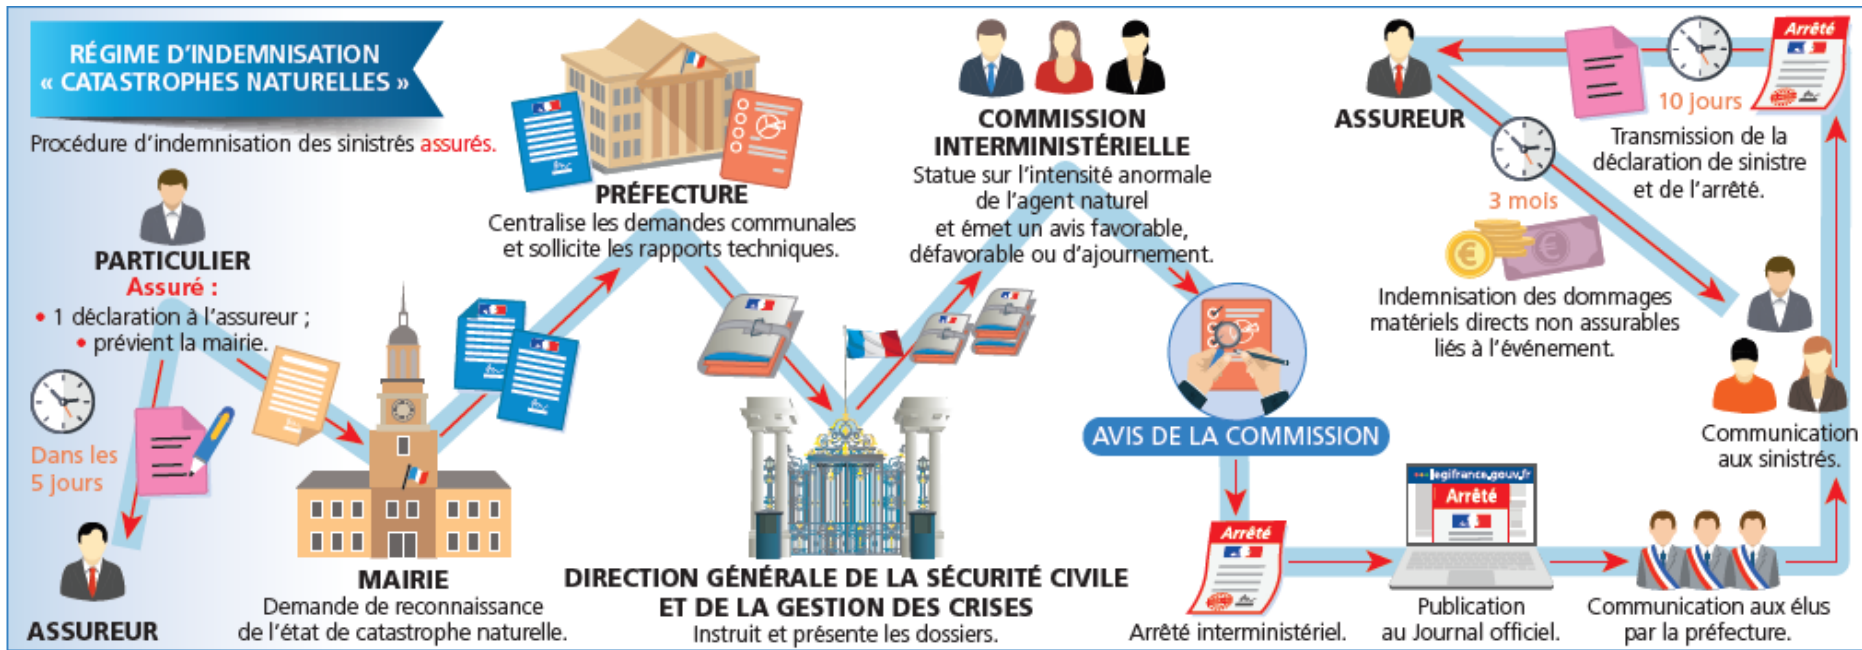 RÉGIME D'INDEMNISATION
« CATASTROPHES NATURELLES »
Procédure d'indemnisation des sinistrés assurés.
PARTICULIER
Assuré :
• 1 déclaration à l'assureur ;
• prévient la mairie.
Dans les
5 jours
ASSUREUR
MAIRIE
Demande de reconnaissance
de l'état de catastrophe naturelle.
PRÉFECTURE
Centralise les demandes communales
et sollicite les rapports techniques.
DIRECTION GÉNÉRALE DE LA SÉCURITÉ CIVILE
ET DE LA GESTION DES CRISES
Instruit et présente les dossiers.
COMMISSION
INTERMINISTÉRIELLE
Statue sur l'intensité anormale
de l'agent naturel
et émet un avis favorable,
défavorable ou d'ajournement.
AVIS DE LA COMMISSION
Arrêté
Arrêté interministériel.
legifrance.gouv.fr
Arrêté
Publication
au Journal officiel.
Communication aux élus
par la préfecture.
Communication
aux sinistrés.
Arrêté
10 jours
Transmission de la
déclaration de sinistre
et de l'arrêté.
ASSUREUR
3 mois
Indemnisation des dommages
matériels directs non assurables
liés à l'événement.